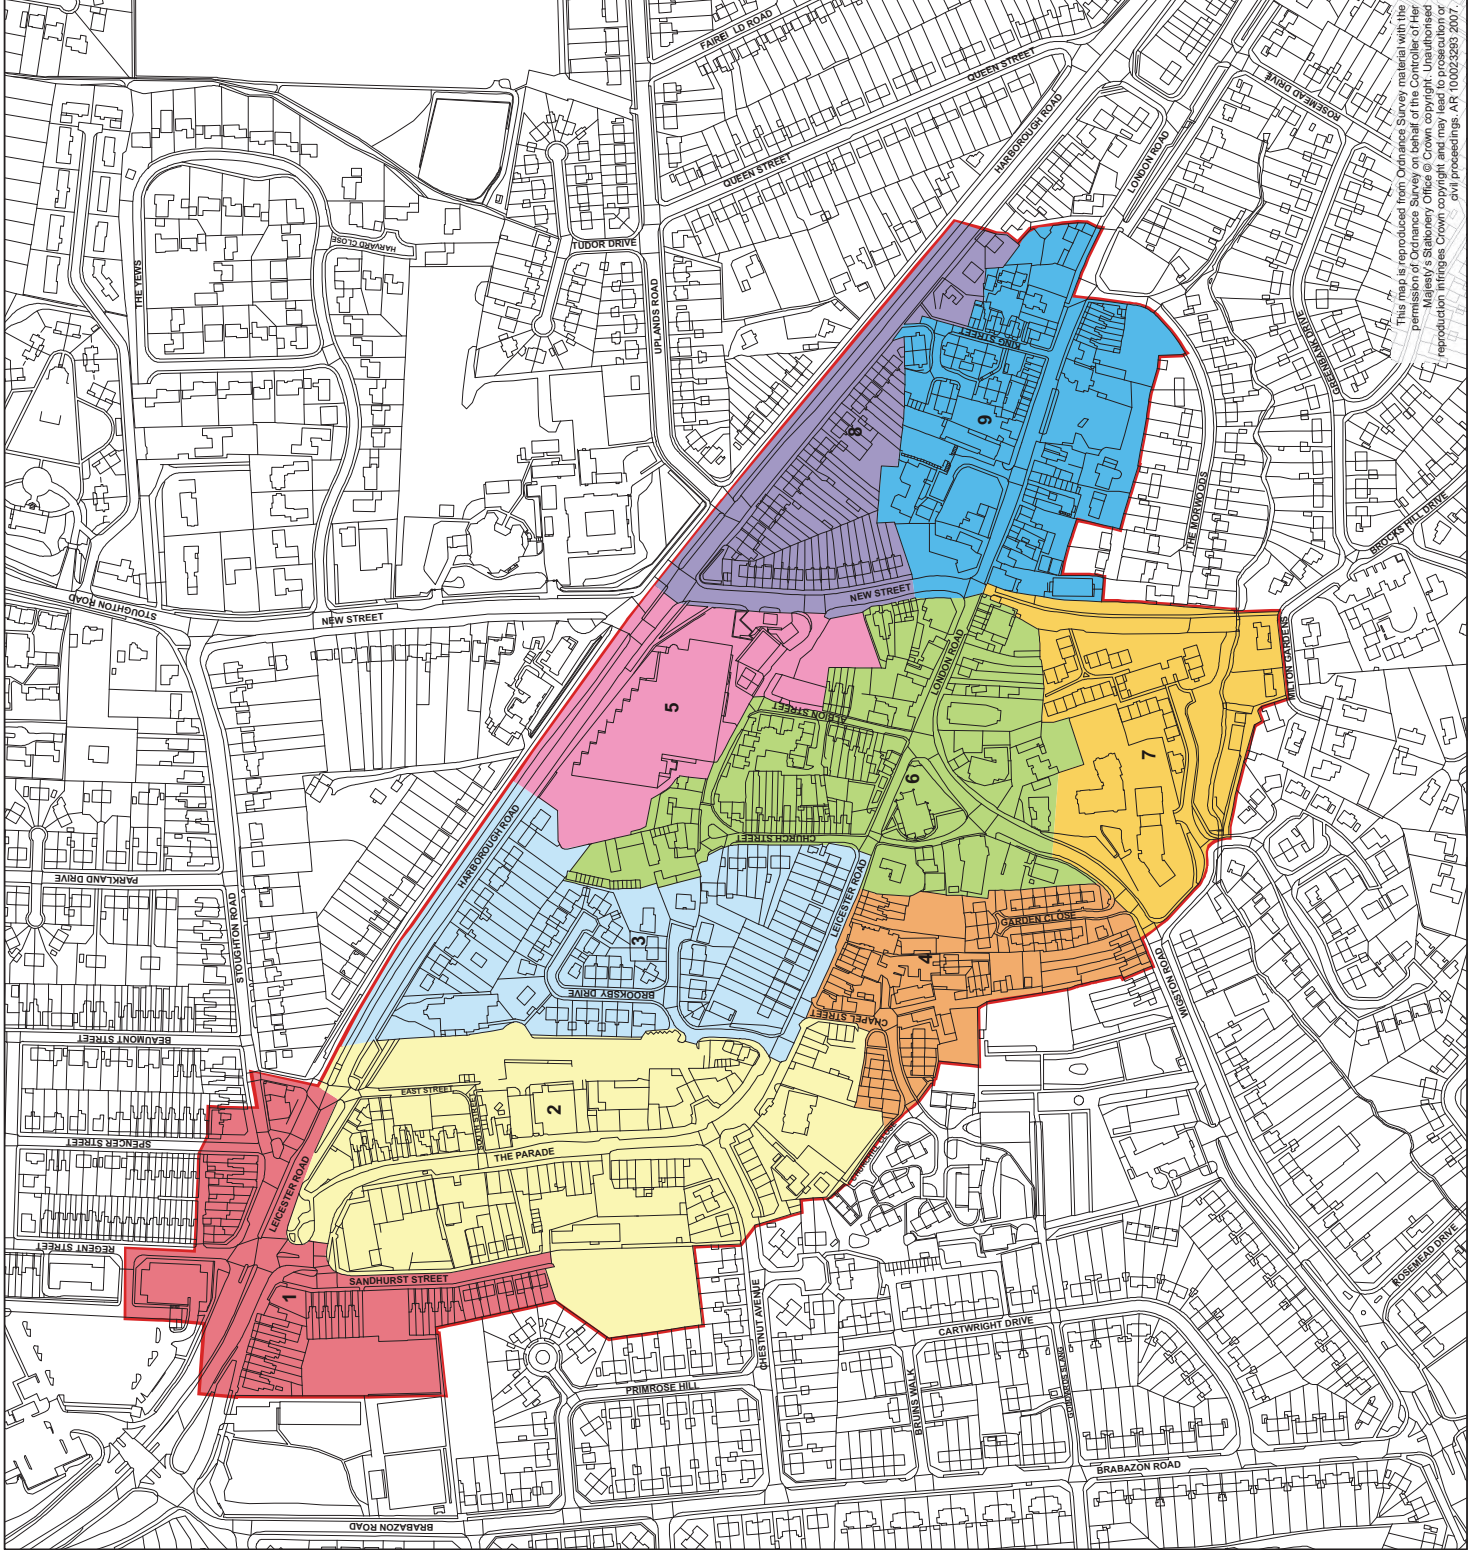 FAIREI LD ROAD
QUEEN STREET
QUEEN STREET
HARBOROUGH ROAD
LONDON ROAD
ROSEMEAD DRIVE
This map is reproduced from Ordnance Survey material with the
permission of Ordnance Survey on behalf of the Controller of Her
Majesty's Stationery Office © Crown copyright. Unauthorised
reproduction infringes Crown copyright and may lead to prosecution or
civil proceedings. AR 100023293 2007.
THE YEWS
HARVARD CLOSE
TUDOR DRIVE
UPLANDS ROAD
KING STREET
GREENBANK DRIVE
8
9
THE MORWOODS
BROCKS HILL DRIVE
STOUGHTON ROAD
NEW STREET
NEW STREET
LONDON ROAD
MILTON GARDENS
5
ALBION STREET
6
7
HARBOROUGH ROAD
CHURCH STREET
LEICESTER ROAD
PARKLAND DRIVE
STOUGHTON ROAD
3
BROOKSBY DRIVE
GARDEN CLOSE
4
CHAPEL STREET
WIGSTON ROAD
BEAUMONT STREET
SPENCER STREET
REGENT STREET
LEICESTER ROAD
EAST STREET
SOUTH STREET
2
THE PARADE
SANDHURST STREET
1
CHESTNUT AVENUE
CARTWRIGHT DRIVE
ROSEMEAD DRIVE
PRIMROSE HILL
BRUINS WALK
BRABAZON ROAD
BRABAZON ROAD